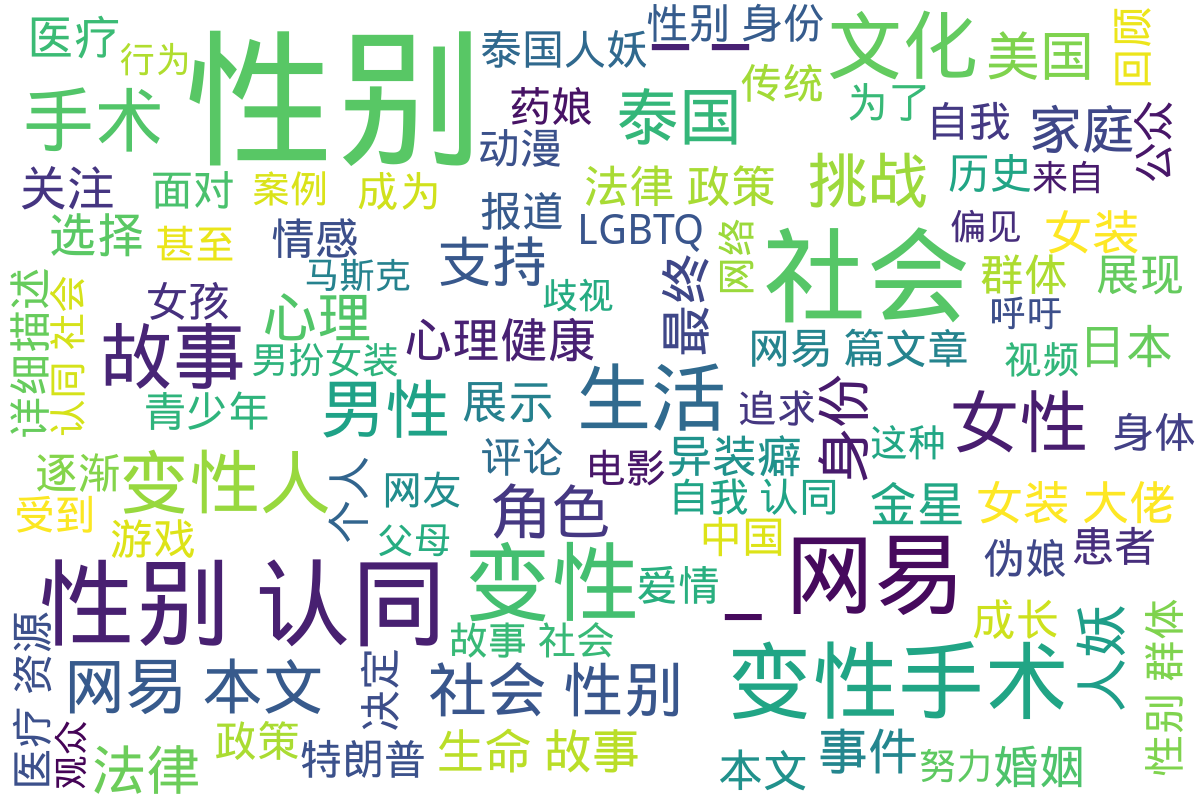 医疗
行为
性别
泰国人妖
性别 身份
文化
美国
回顾
手术
药娘
泰国
传统
为了
自我
家庭
公众
动漫
关注
面对
案例
成为
法律 政策
挑战
历史
来自
选择
甚至
情感
报道
支持
LGBTQ
网络
偏见
女装
社会
最终
群体
展现
详细描述
认同 社会
女孩
马斯克
歧视
呼吁
心理
心理健康
故事
男扮女装
网易 篇文章
视频
日本
青少年
男性
展示
生活
追求
身份
女性
身体
这种
逐渐
变性人
个人
网友
评论
电影
异装癖
自我 认同
金星
女装 大佬
受到
游戏
父母
角色
中国
网易
伪娘
患者
性别 认同
变性
爱情
成长
人妖
性别 群体
医疗 资源
故事 社会
网易 本文
决定
社会 性别
变性手术
观众
法律
政策
特朗普
生命 故事
本文
事件
努力
婚姻